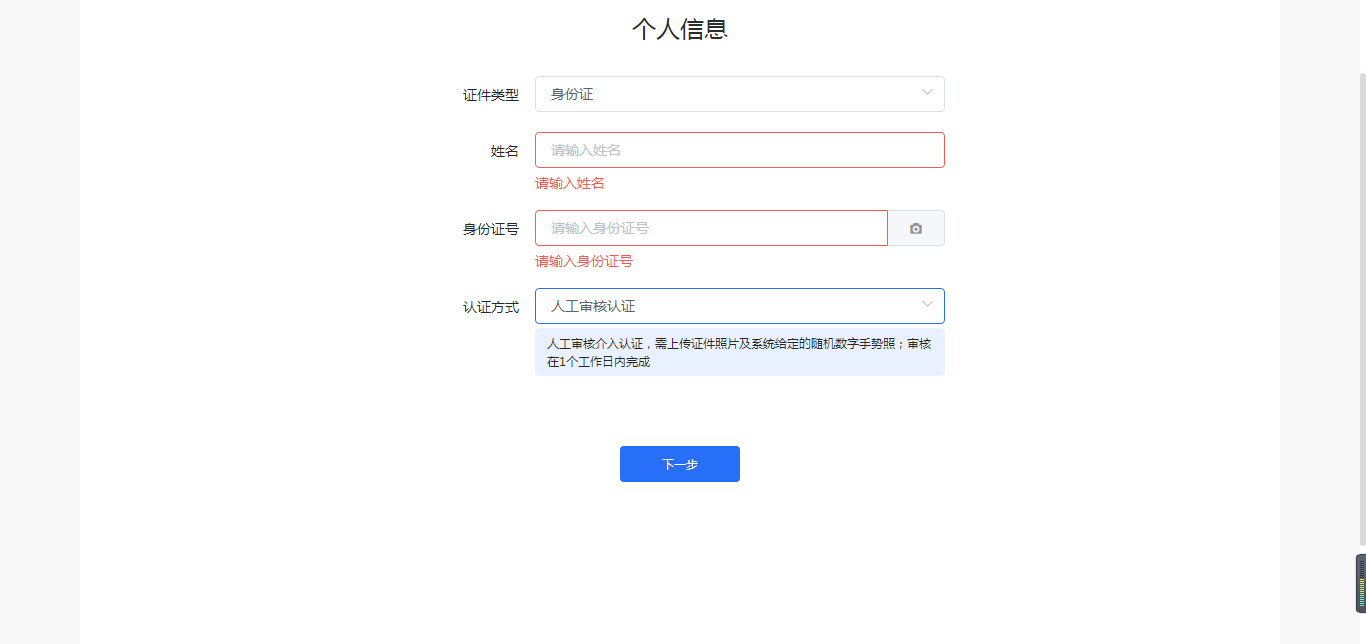 个人信息
证件类型 身份证
姓名 请输入姓名
请输入姓名
身份证号 请输入身份证号
请输入身份证号
认证方式 人工审核认证
人工审核介入认证，需上传证件照片及系统给定的随机数字手势照；审核
在1个工作日内完成
下一步